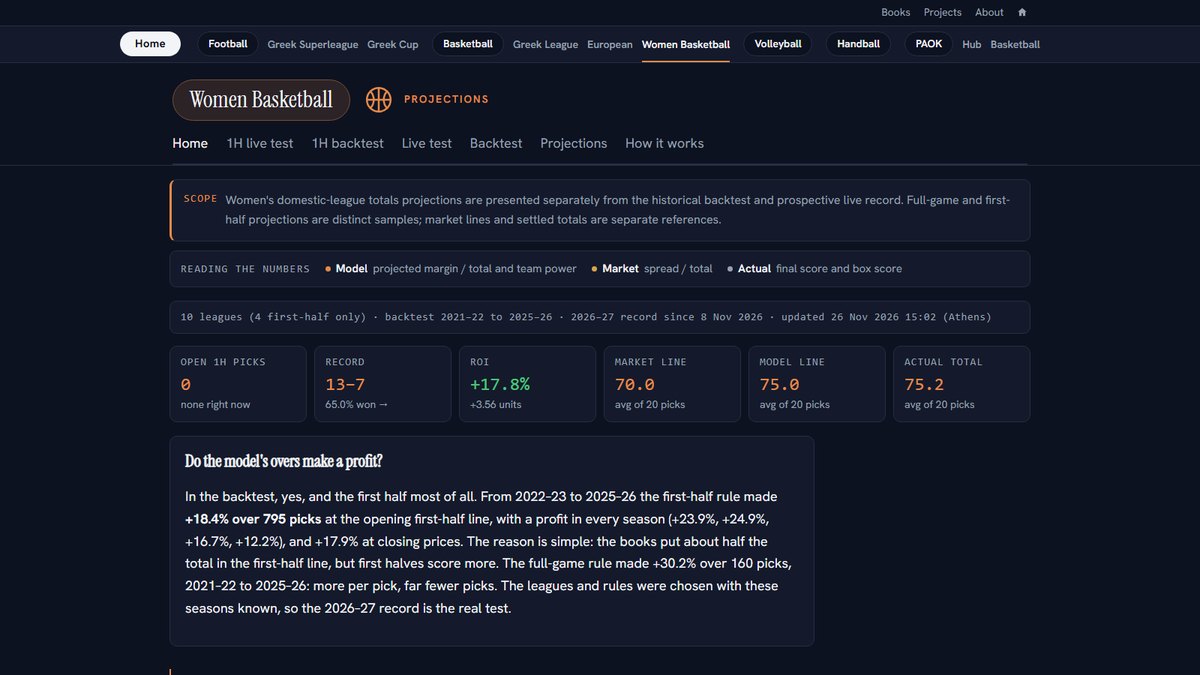 Books Projects About
Home Football Greek Superleague Greek Cup Basketball Greek League European Women Basketball Volleyball Handball PAOK Hub Basketball
Women Basketball PROJECTIONS
Home 1H live test 1H backtest Live test Backtest Projections How it works
SCOPE Women's domestic-league totals projections are presented separately from the historical backtest and prospective live record. Full-game and first-
half projections are distinct samples; market lines and settled totals are separate references.
READING THE NUMBERS • Model projected margin / total and team power • Market spread / total • Actual final score and box score
10 leagues (4 first-half only) · backtest 2021–22 to 2025–26 · 2026–27 record since 8 Nov 2026 · updated 26 Nov 2026 15:02 (Athens)
OPEN 1H PICKS
0
none right now
RECORD
13–7
65.0% won →
ROI
+17.8%
+3.56 units
MARKET LINE
70.0
avg of 20 picks
MODEL LINE
75.0
avg of 20 picks
ACTUAL TOTAL
75.2
avg of 20 picks
Do the model's overs make a profit?
In the backtest, yes, and the first half most of all. From 2022–23 to 2025–26 the first-half rule made
+18.4% over 795 picks at the opening first-half line, with a profit in every season (+23.9%, +24.9%,
+16.7%, +12.2%), and +17.9% at closing prices. The reason is simple: the books put about half the
total in the first-half line, but first halves score more. The full-game rule made +30.2% over 160 picks,
2021–22 to 2025–26: more per pick, far fewer picks. The leagues and rules were chosen with these
seasons known, so the 2026–27 record is the real test.